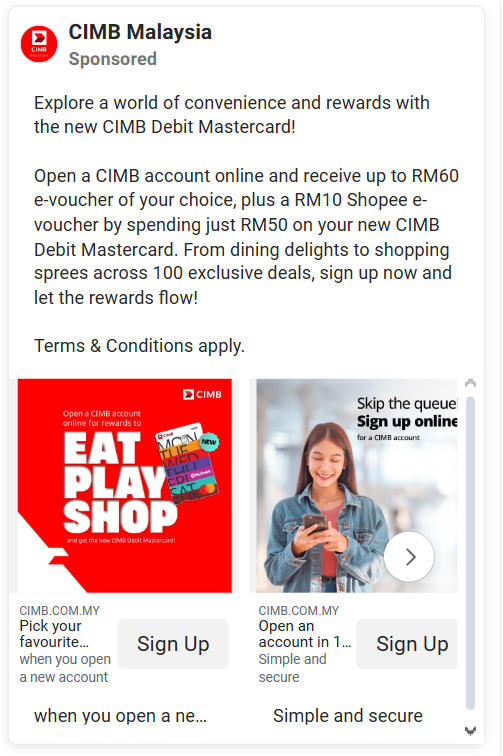 CIMB Malaysia
Sponsored
Explore a world of convenience and rewards with
the new CIMB Debit Mastercard!
Open a CIMB account online and receive up to RM60
e-voucher of your choice, plus a RM10 Shopee e-
voucher by spending just RM50 on your new CIMB
Debit Mastercard. From dining delights to shopping
sprees across 100 exclusive deals, sign up now and
let the rewards flow!
Terms & Conditions apply.
CIMB
Open a CIMB account
online for rewards to
EAT
PLAY
SHOP
NEW
MON
TUE
WED
THU
FRI
SAT
and get the new CIMB Debit Mastercard!
Skip the queue!
Sign up online
for a CIMB account
CIMB.COM.MY
Pick your
favourite...
when you open
a new account
Sign Up
CIMB.COM.MY
Open an
account in 1...
Simple and
secure
Sign Up
when you open a ne...
Simple and secure